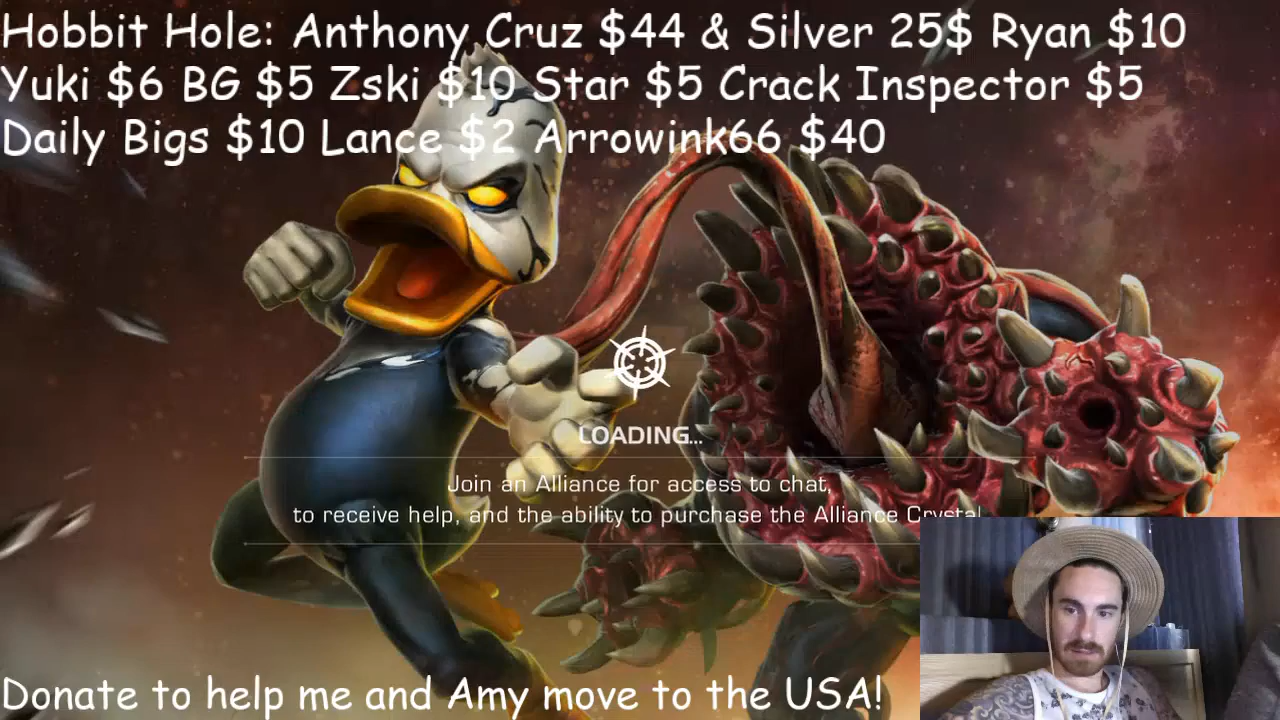 Hobbit Hole: Anthony Cruz $44 & Silver 25$ Ryan $10
Yuki $6 BG $5 Zski $10 Star $5 Crack Inspector $5
Daily Bigs $10 Lance $2 Arrowink66 $40
LOADING...
Join an Alliance for access to chat,
to receive help, and the ability to purchase the Alliance Crystal
Donate to help me and Amy move to the USA!